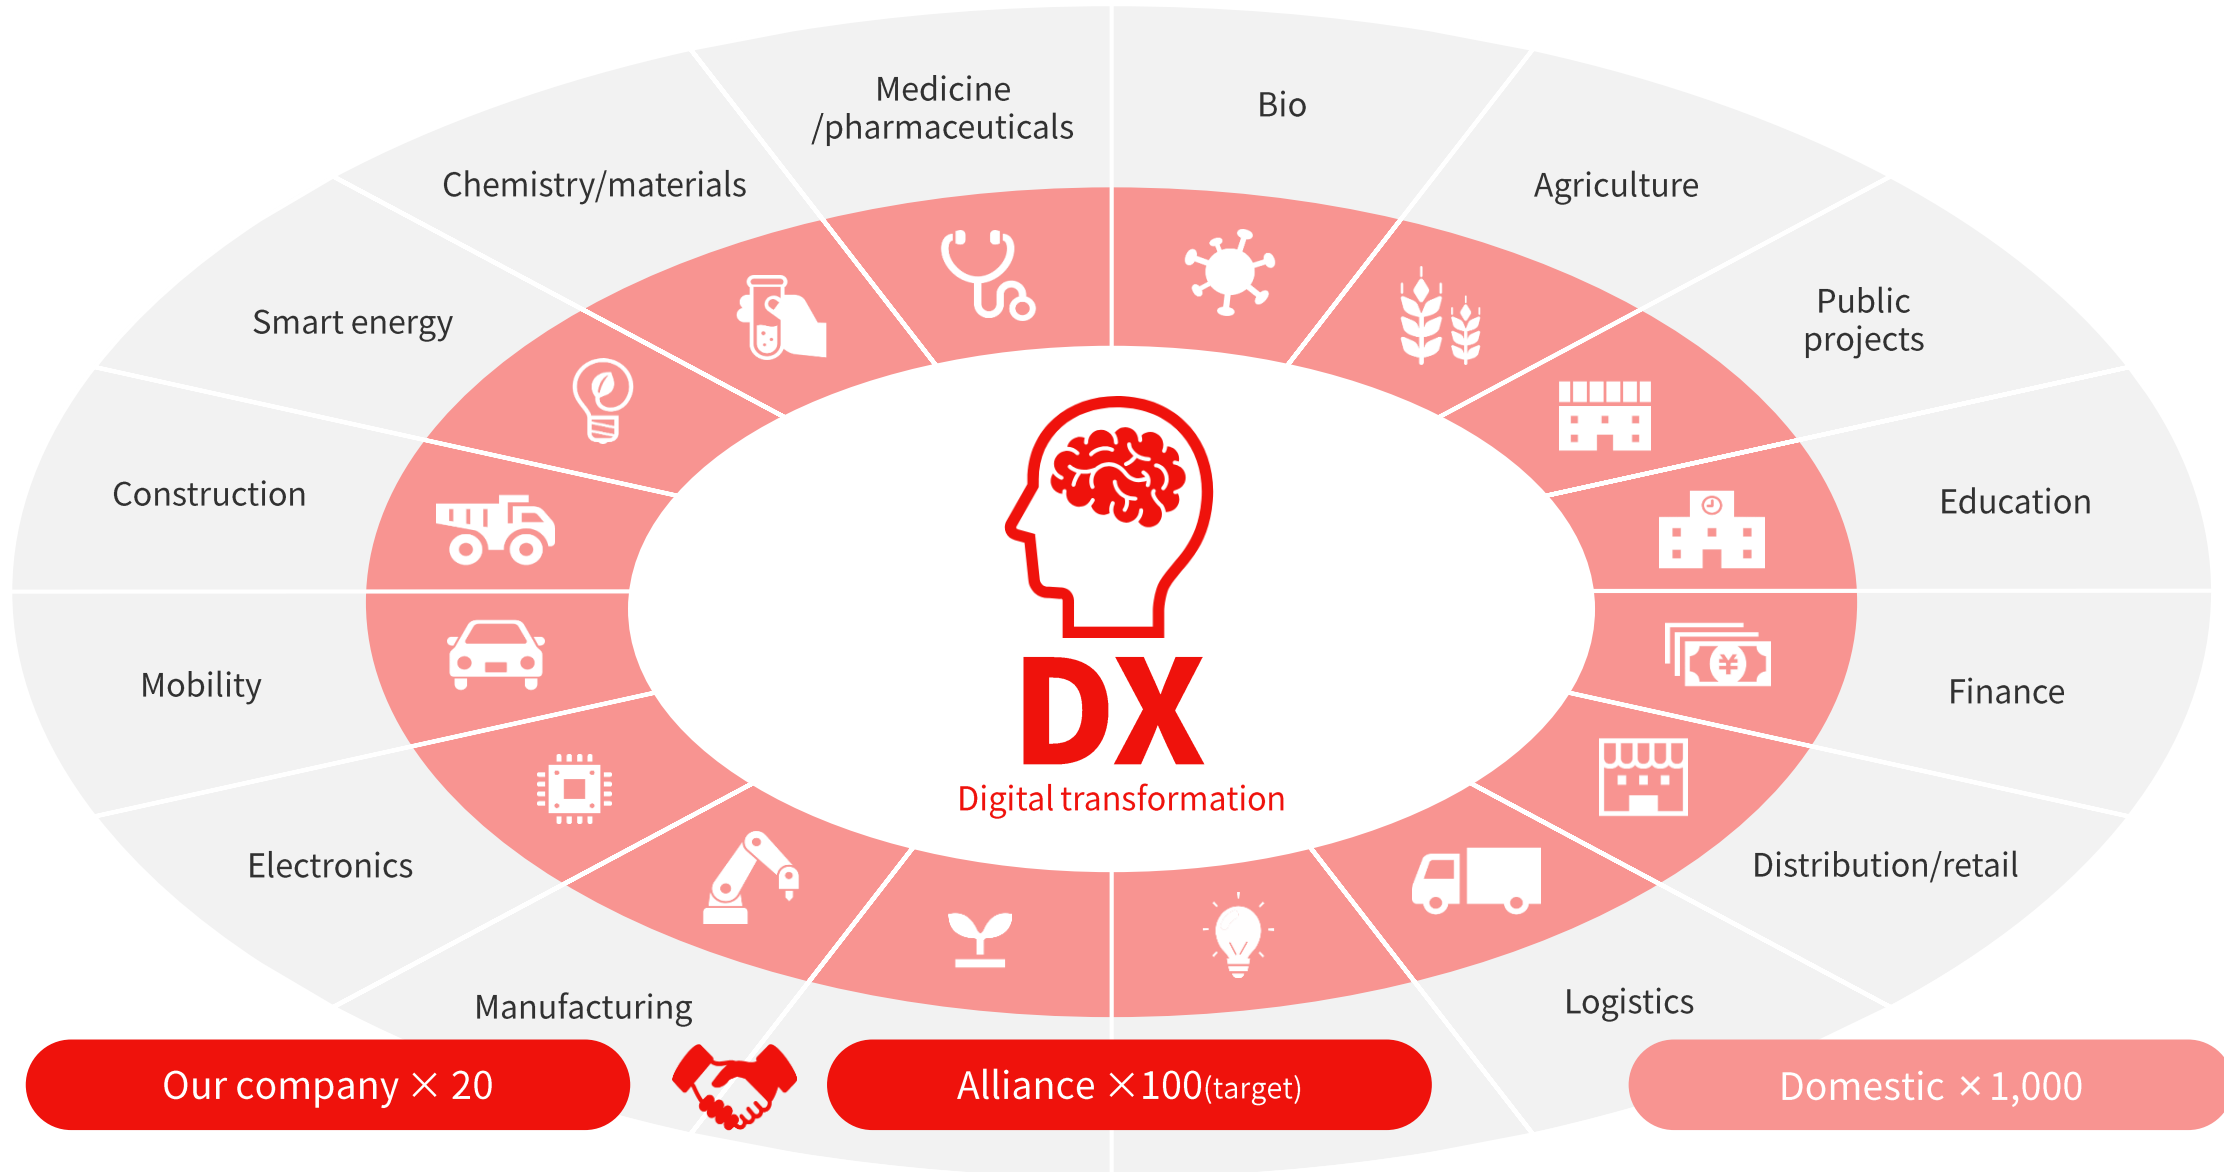 Medicine
/pharmaceuticals
Bio
Chemistry/materials
Agriculture
Smart energy
Public
projects
Construction
Education
Mobility
Finance
Electronics
Distribution/retail
Manufacturing
Logistics
¥
DX
Digital transformation
Our company × 20
Alliance ×100(target)
Domestic ×1,000